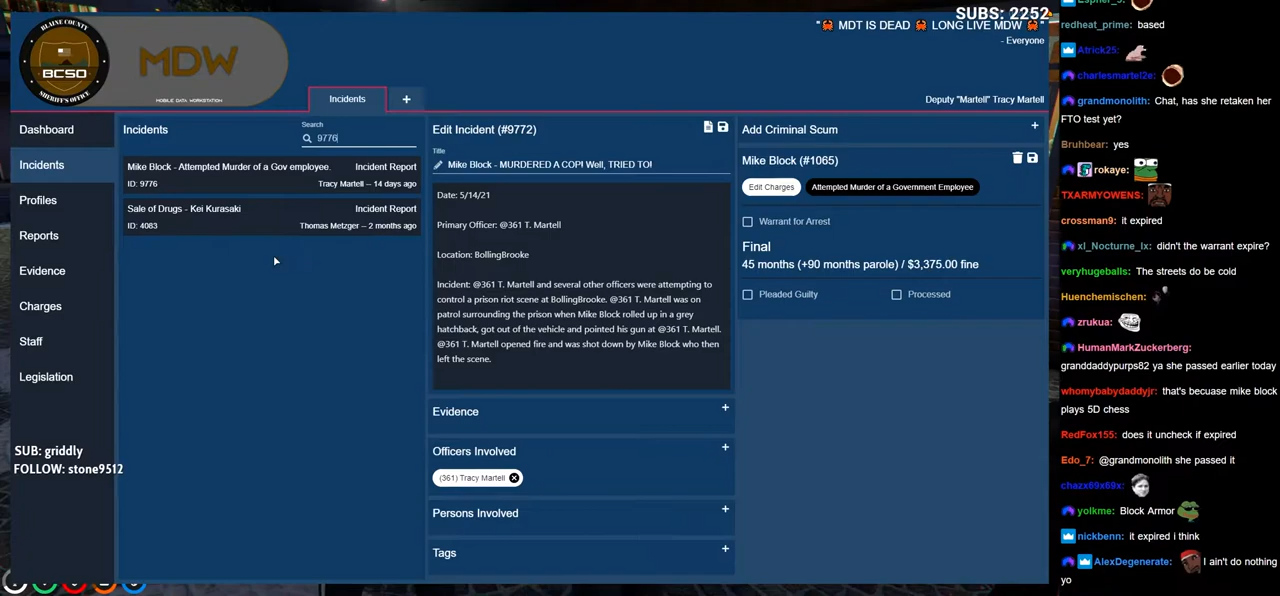 SUBS: 2252
"🦀 MDT IS DEAD 🦀 LONG LIVE MDW 🦀"
- Everyone
BLAINE COUNTY
BCSO
SHERIFF'S OFFICE
MDW
MOBILE DATA WORKSTATION
Incidents
+
Deputy "Martell" Tracy Martell
Dashboard
Incidents
Profiles
Reports
Evidence
Charges
Staff
Legislation
SUB: griddly
FOLLOW: stone9512
Incidents
Search
9776
Mike Block - Attempted Murder of a Gov employee.
Incident Report
ID: 9776
Tracy Martell -- 14 days ago
Sale of Drugs - Kei Kurasaki
Incident Report
ID: 4083
Thomas Metzger -- 2 months ago
Edit Incident (#9772)
Title
Mike Block - MURDERED A COP! Well, TRIED TO!
Date: 5/14/21
Primary Officer: @361 T. Martell
Location: BollingBrooke
Incident: @361 T. Martell and several other officers were attempting to
control a prison riot scene at BollingBrooke. @361 T. Martell was on
patrol surrounding the prison when Mike Block rolled up in a grey
hatchback, got out of the vehicle and pointed his gun at @361 T. Martell.
@361 T. Martell opened fire and was shot down by Mike Block who then
left the scene.
Evidence
+
Officers Involved
+
(361) Tracy Martell
Persons Involved
+
Tags
+
Add Criminal Scum
+
Mike Block (#1065)
Edit Charges
Attempted Murder of a Government Employee
Warrant for Arrest
Final
45 months (+90 months parole) / $3,375.00 fine
Pleaded Guilty
Processed
redheat_prime: based
Atrick25:
charlesmartel2e:
grandmonolith: Chat, has she retaken her
FTO test yet?
Bruhbear: yes
rokaye:
TXARMYOWENS:
crossman9: it expired
xl_Nocturne_lx: didn't the warrant expire?
veryhugeballs: The streets do be cold
Huenchemischen:
zrukua:
HumanMarkZuckerberg:
granddaddypurps82 ya she passed earlier today
whomybabydaddyjr: that's becuase mike block
plays 5D chess
RedFox155: does it uncheck if expired
Edo_7: @grandmonolith she passed it
chazx69x69x:
yolkme: Block Armor
nickbenn: it expired i think
AlexDegenerate: I ain't do nothing
yo